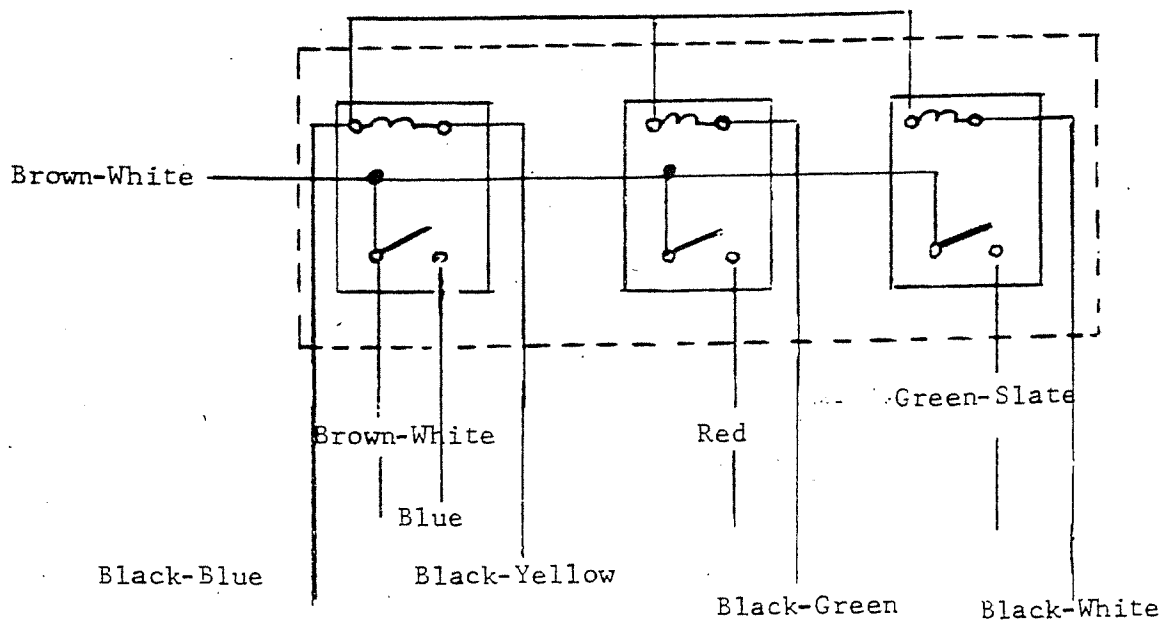 Brown-White
Green-Slate
Brown-White
Red
Blue
Black-Blue
Black-Yellow
Black-Green
Black-White